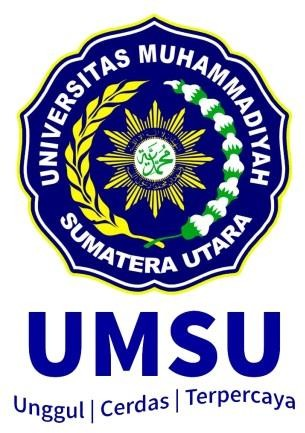 UNIVERSITAS MUHAMMADIYAH
SUMATERA UTARA
UMSU
Unggul | Cerdas | Terpercaya